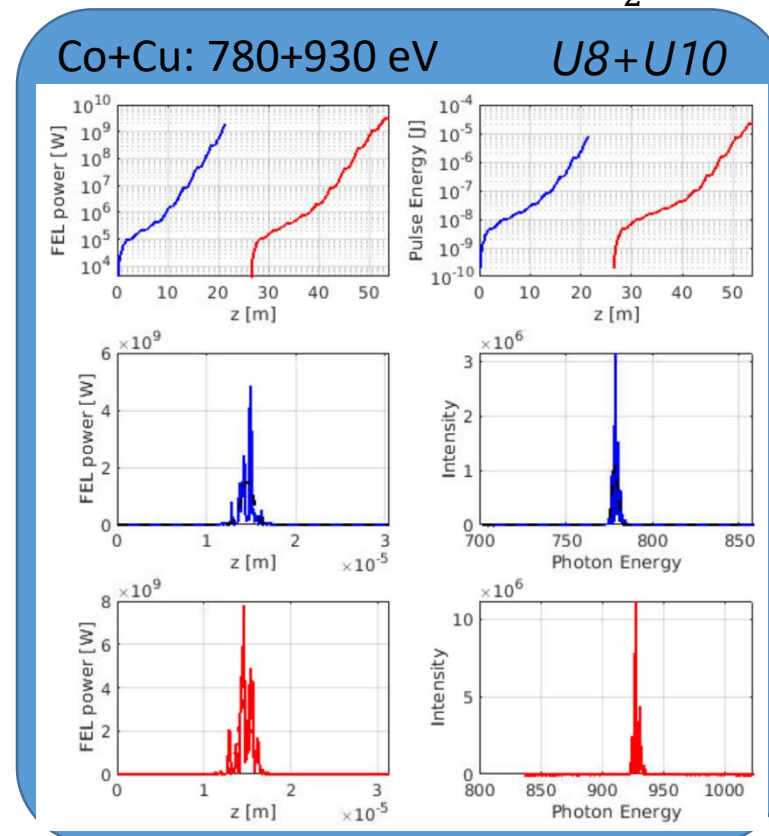 2
Co+Cu: 780+930 eV U8+U10
10^10
10^9
10^8
10^7
10^6
10^5
10^4
FEL power [W]
0 10 20 30 40 50
z [m]
10^-4
10^-5
10^-6
10^-7
10^-8
10^-9
10^-10
Pulse Energy [J]
0 10 20 30 40 50
z [m]
×10^9
6
4
2
0
FEL power [W]
0 1 2 3
z [m] ×10^-5
×10^6
3
2
1
0
Intensity
700 750 800 850
Photon Energy
×10^9
8
6
4
2
0
FEL power [W]
0 1 2 3
z [m] ×10^-5
×10^6
10
5
0
Intensity
800 850 900 950 1000
Photon Energy